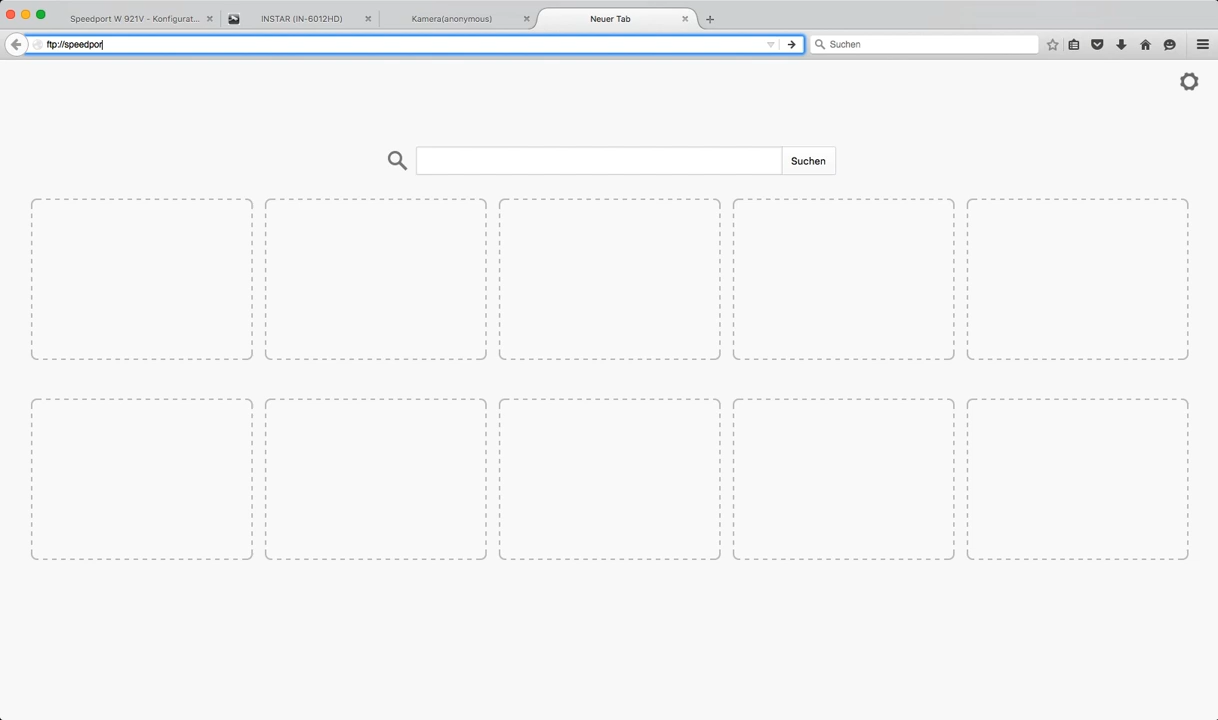 Speedport W 921V - Konfigurat...
INSTAR (IN-6012HD)
Kamera(anonymous)
Neuer Tab
ftp://speedpor
Suchen
Suchen